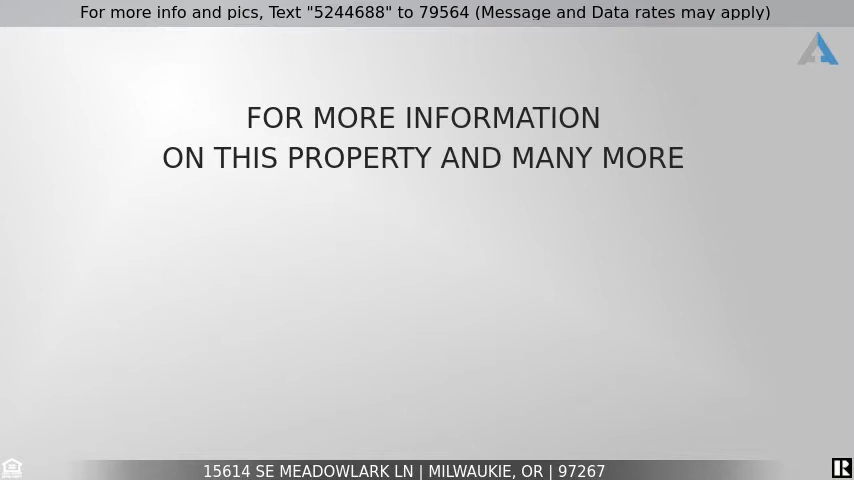 For more info and pics, Text "5244688" to 79564 (Message and Data rates may apply)
FOR MORE INFORMATION
ON THIS PROPERTY AND MANY MORE
15614 SE MEADOWLARK LN | MILWAUKIE, OR | 97267